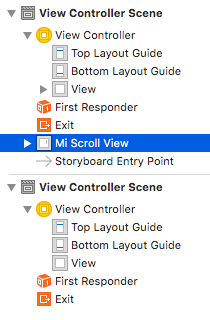 View Controller Scene
View Controller
Top Layout Guide
Bottom Layout Guide
View
First Responder
Exit
Mi Scroll View
Storyboard Entry Point
View Controller Scene
View Controller
Top Layout Guide
Bottom Layout Guide
View
First Responder
Exit